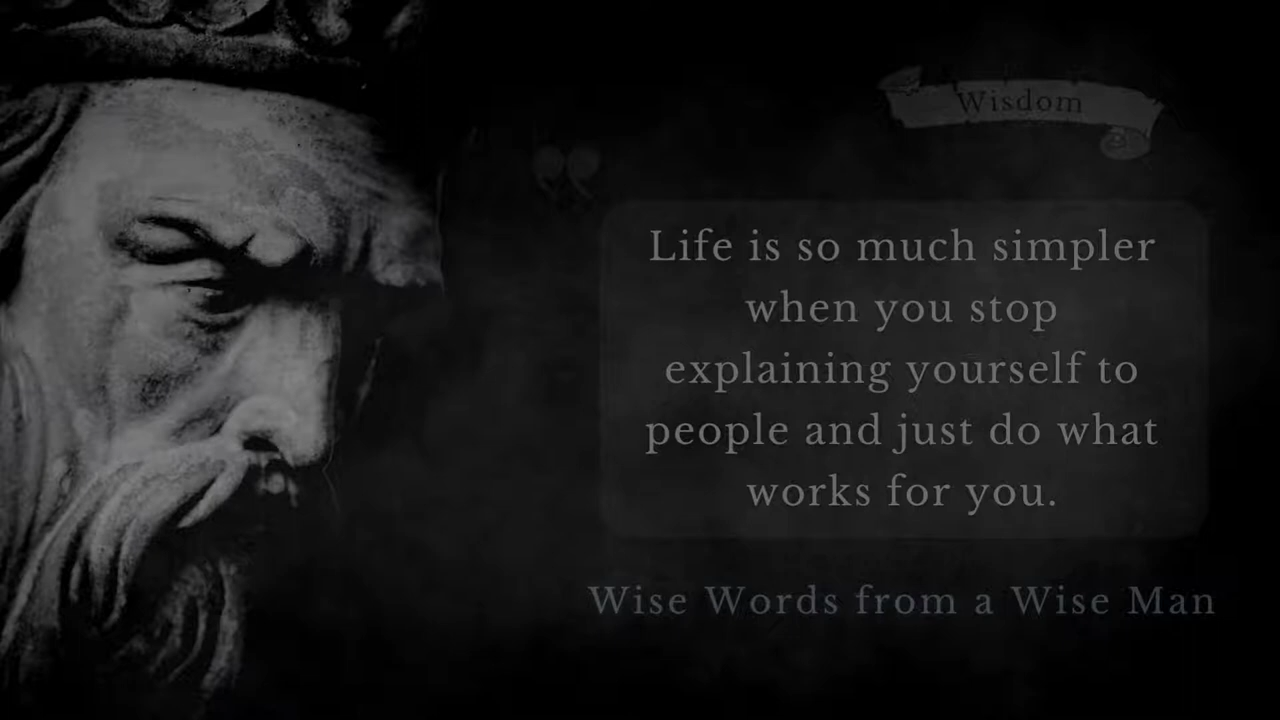 Wisdom
Life is so much simpler
when you stop
explaining yourself to
people and just do what
works for you.
Wise Words from a Wise Man